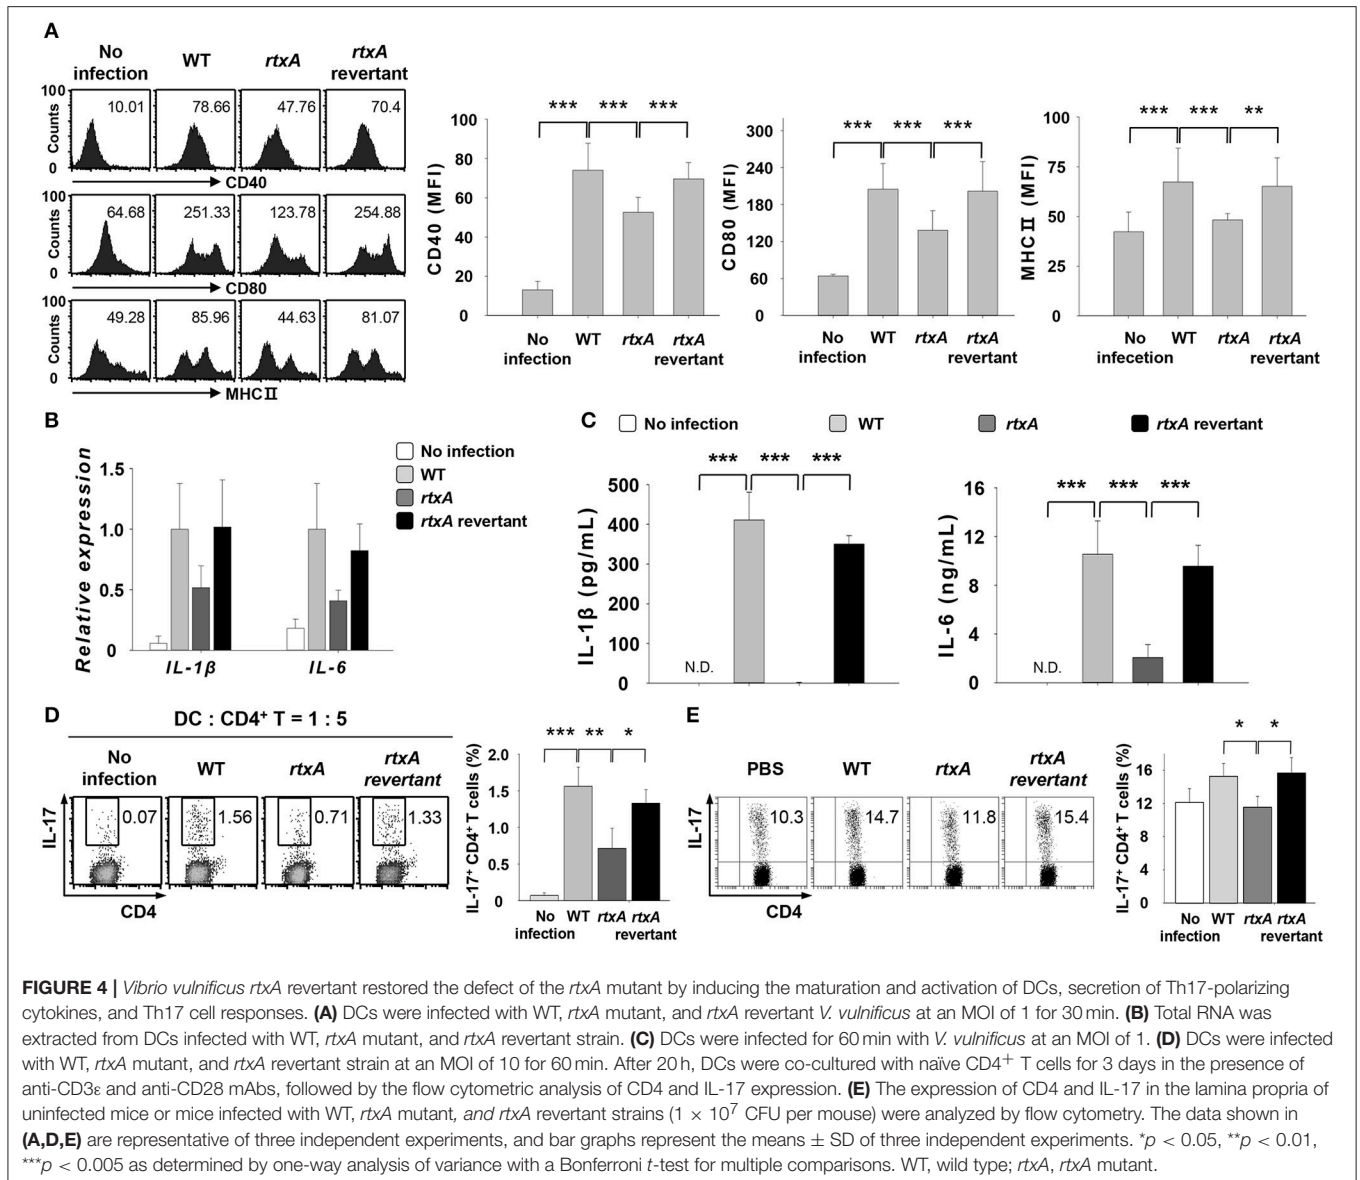 A
No infection
WT
rtxA
rtxA revertant
100
Counts
0
10.01
78.66
47.76
70.4
CD40
100
Counts
0
64.68
251.33
123.78
254.88
CD80
100
Counts
0
49.28
85.96
44.63
81.07
MHCⅡ
CD40 (MFI)
100
80
60
40
20
0
*** *** ***
No infection
WT
rtxA
rtxA revertant
CD80 (MFI)
300
240
180
120
60
0
*** *** ***
No infection
WT
rtxA
rtxA revertant
MHCⅡ (MFI)
100
75
50
25
0
*** *** **
No infecetion
WT
rtxA
rtxA revertant
B
Relative expression
1.5
1.0
0.5
0
IL-1β
IL-6
No infection
WT
rtxA
rtxA revertant
C
No infection
WT
rtxA
rtxA revertant
IL-1β (pg/mL)
500
400
300
200
100
0
*** *** ***
N.D.
IL-6 (ng/mL)
16
12
8
4
0
*** *** ***
N.D.
D
DC : CD4⁺ T = 1 : 5
No infection
WT
rtxA
rtxA revertant
IL-17
0.07
1.56
0.71
1.33
CD4
IL-17⁺ CD4⁺ T cells (%)
2.0
1.5
1.0
0.5
0
*** ** *
No infection
WT
rtxA
rtxA revertant
E
PBS
WT
rtxA
rtxA revertant
IL-17
10.3
14.7
11.8
15.4
CD4
IL-17⁺ CD4⁺ T cells (%)
16
12
8
4
0
* *
No infection
WT
rtxA
rtxA revertant
FIGURE 4 | Vibrio vulnificus rtxA revertant restored the defect of the rtxA mutant by inducing the maturation and activation of DCs, secretion of Th17-polarizing
cytokines, and Th17 cell responses. (A) DCs were infected with WT, rtxA mutant, and rtxA revertant V. vulnificus at an MOI of 1 for 30 min. (B) Total RNA was
extracted from DCs infected with WT, rtxA mutant, and rtxA revertant strain. (C) DCs were infected for 60 min with V. vulnificus at an MOI of 1. (D) DCs were infected
with WT, rtxA mutant, and rtxA revertant strain at an MOI of 10 for 60 min. After 20 h, DCs were co-cultured with naïve CD4⁺ T cells for 3 days in the presence of
anti-CD3ε and anti-CD28 mAbs, followed by the flow cytometric analysis of CD4 and IL-17 expression. (E) The expression of CD4 and IL-17 in the lamina propria of
uninfected mice or mice infected with WT, rtxA mutant, and rtxA revertant strains (1 × 10⁷ CFU per mouse) were analyzed by flow cytometry. The data shown in
(A,D,E) are representative of three independent experiments, and bar graphs represent the means ± SD of three independent experiments. *p < 0.05, **p < 0.01,
***p < 0.005 as determined by one-way analysis of variance with a Bonferroni t-test for multiple comparisons. WT, wild type; rtxA, rtxA mutant.